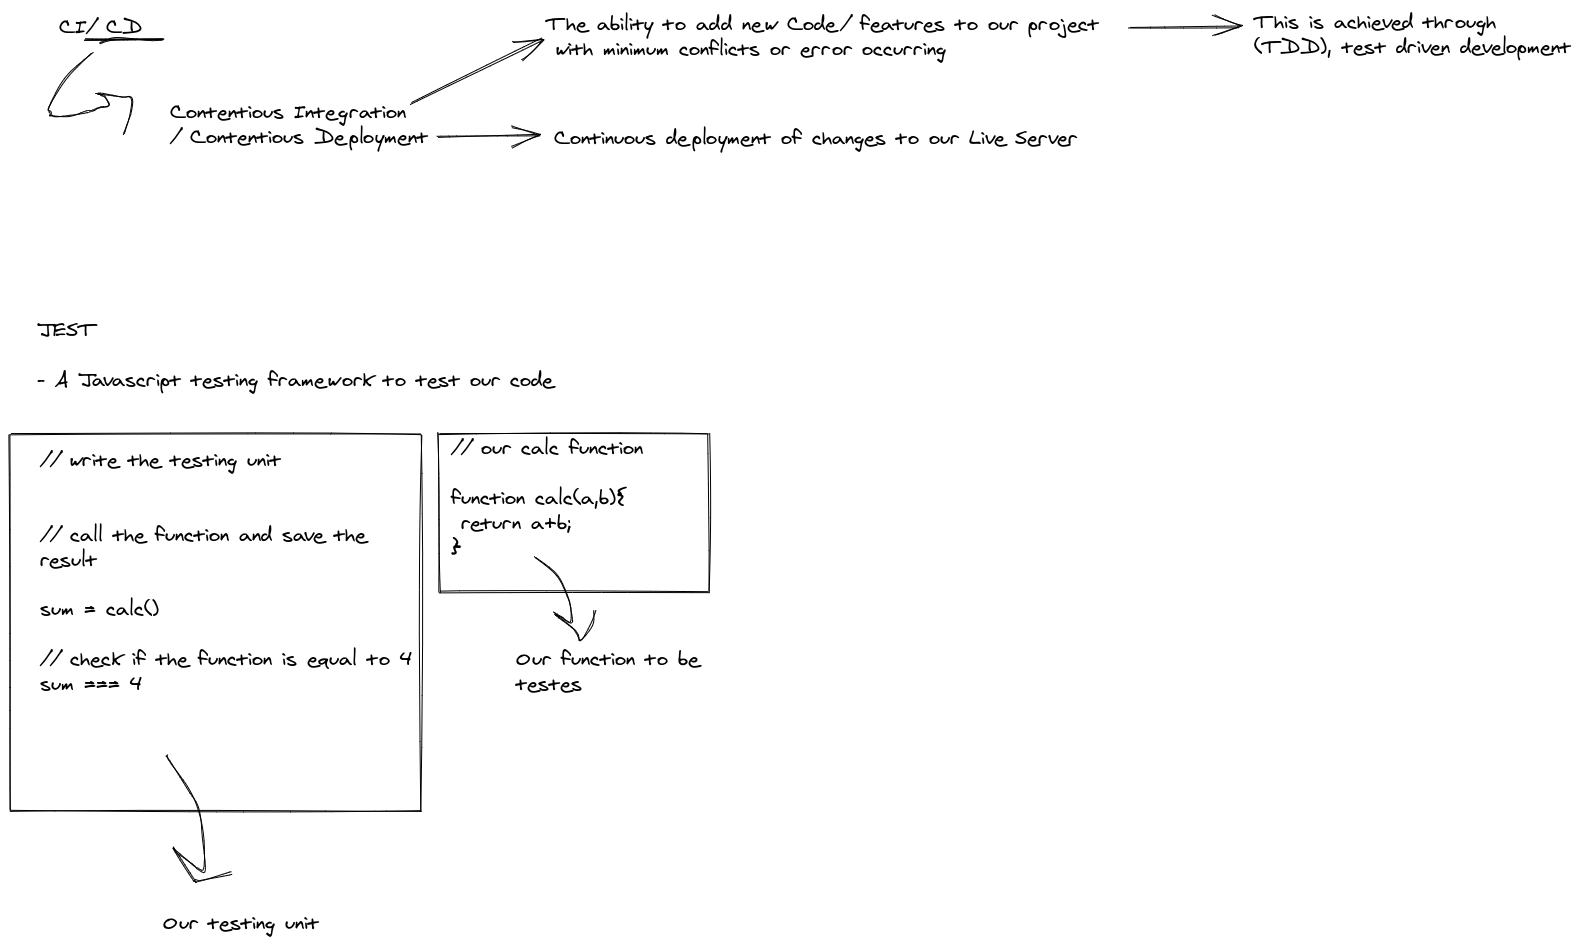 CI/ CD
The ability to add new Code/ features to our project
with minimum conflicts or error occurring
This is achieved through
(TDD), test driven development
Contentious Integration
/ Contentious Deployment
Continuous deployment of changes to our Live Server
JEST
- A Javascript testing framework to test our code
// write the testing unit
// call the function and save the
result
sum = calc()
// check if the function is equal to 4
sum === 4
Our testing unit
// our calc function
function calc(a,b){
return a+b;
}
Our function to be
testes